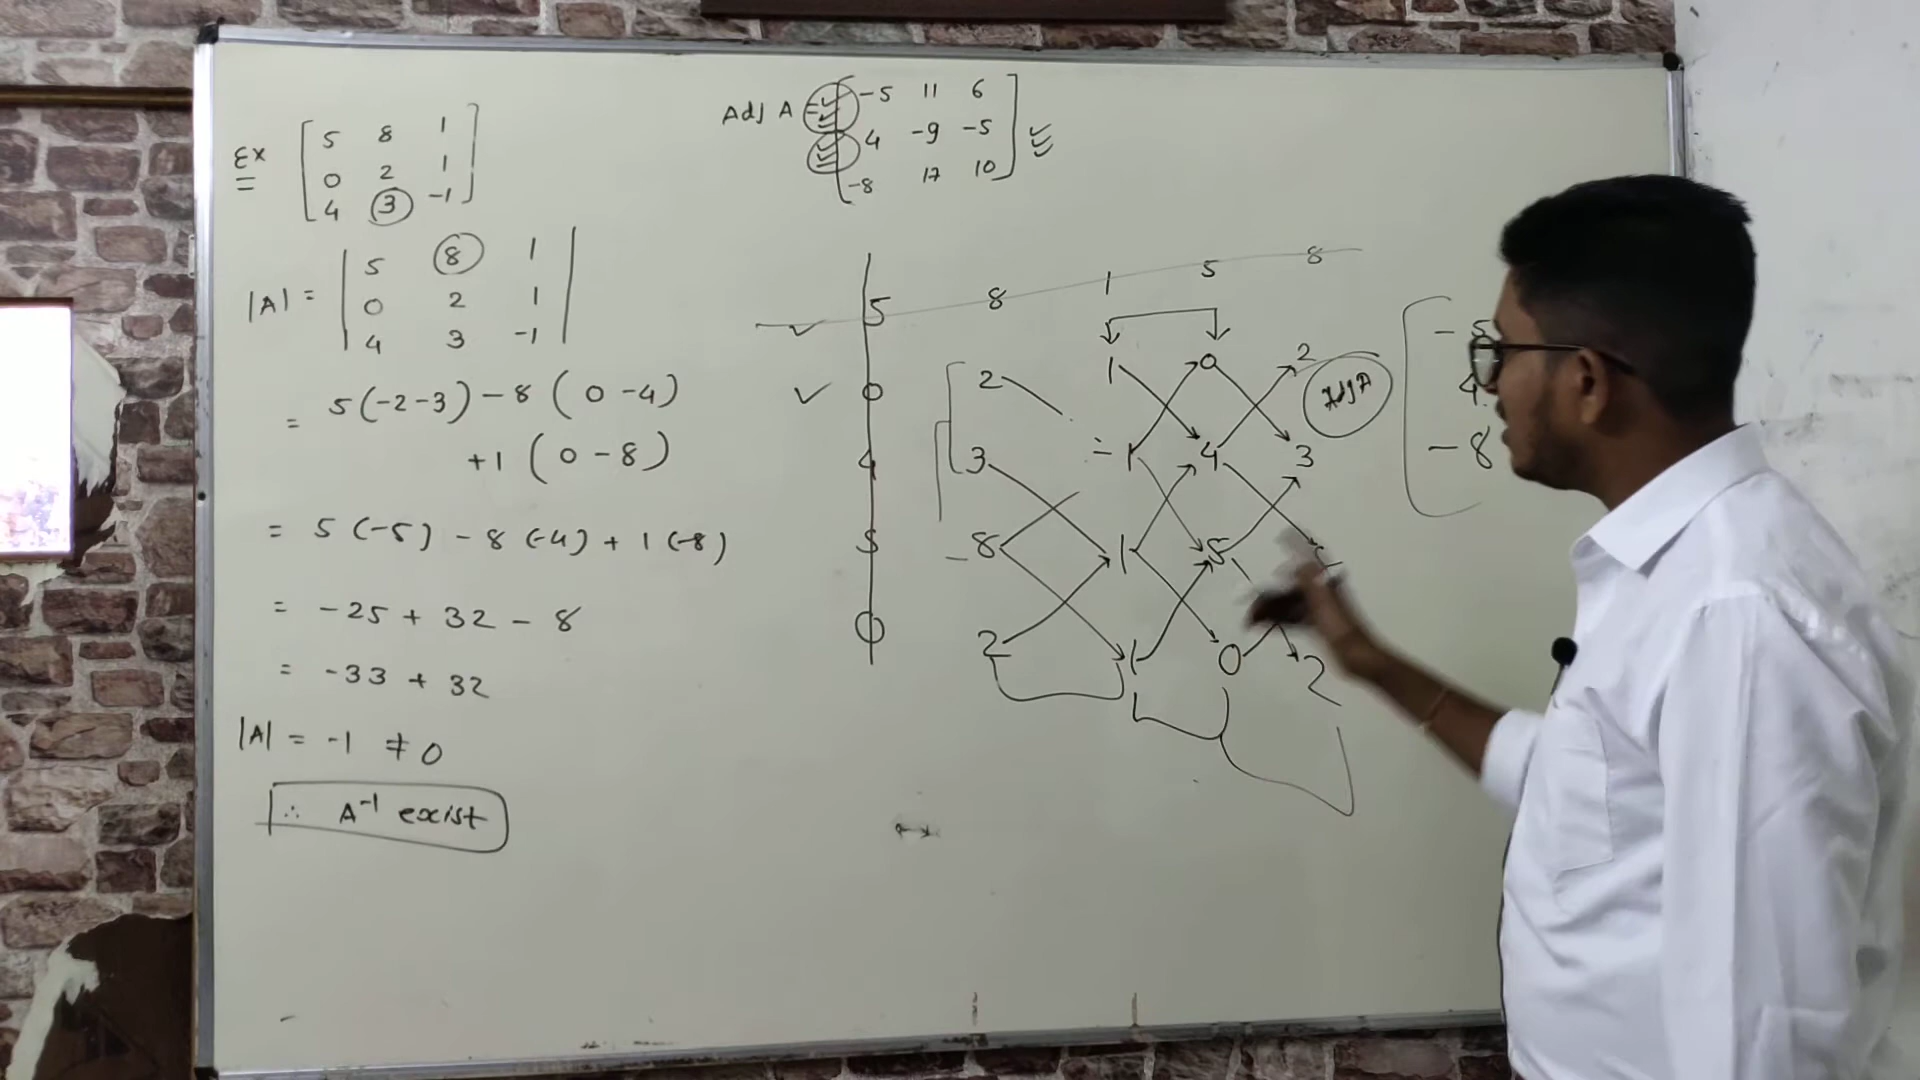 Ex
5 8 1
0 2 1
4 3 -1
|A| =
5 8 1
0 2 1
4 3 -1
= 5(-2-3) - 8 ( 0 -4)
+1 ( 0 - 8)
= 5 (-5) - 8 (-4) + 1 (-8)
= -25 + 32 - 8
= -33 + 32
|A| = -1 ≠ 0
∴ A⁻¹ exist
Adj A =
-5 11 6
4 -9 -5
-8 17 10
5 8 1 5 8
0 2 1 0 2
4 3 -1 4 3
5 8 1 5
0 2 1 0 2
Adj A
-5
4
-8